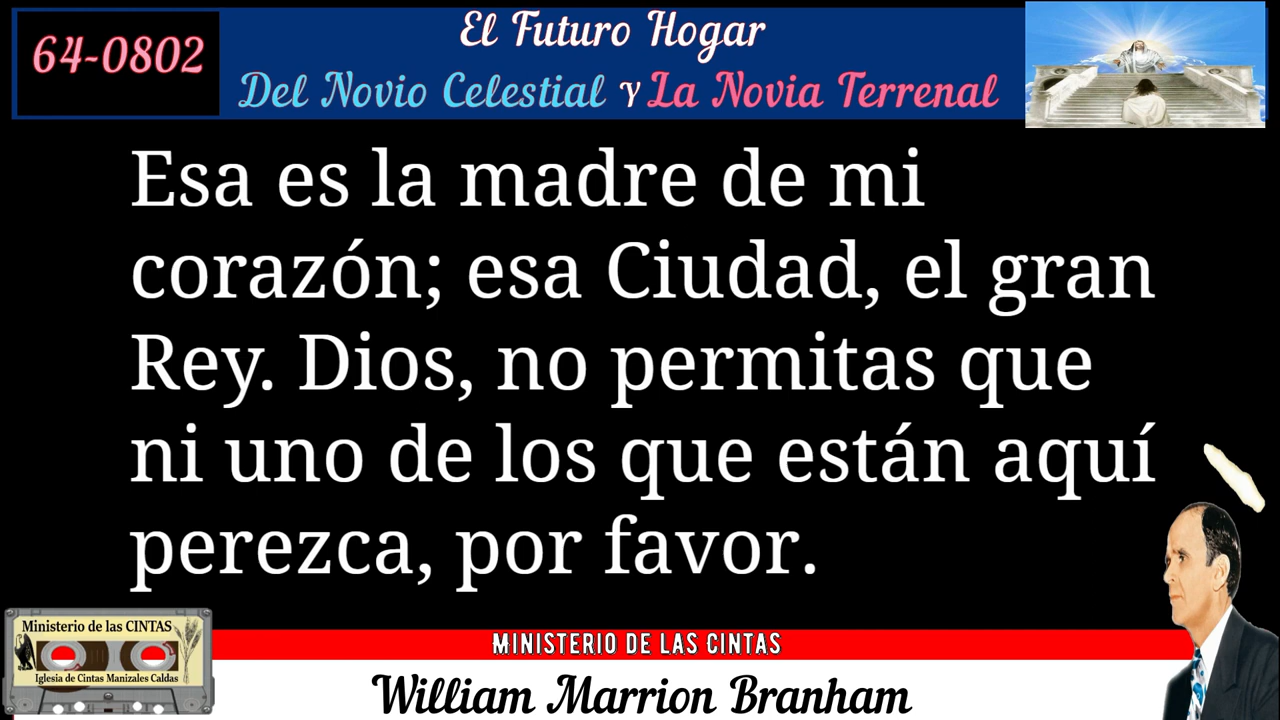 64-0802
El Futuro Hogar
Del Novio Celestial Y La Novia Terrenal
Esa es la madre de mi
corazón; esa Ciudad, el gran
Rey. Dios, no permitas que
ni uno de los que están aquí
perezca, por favor.
Ministerio de las CINTAS
Iglesia de Cintas Manizales Caldas
MINISTERIO DE LAS CINTAS
William Marrion Branham